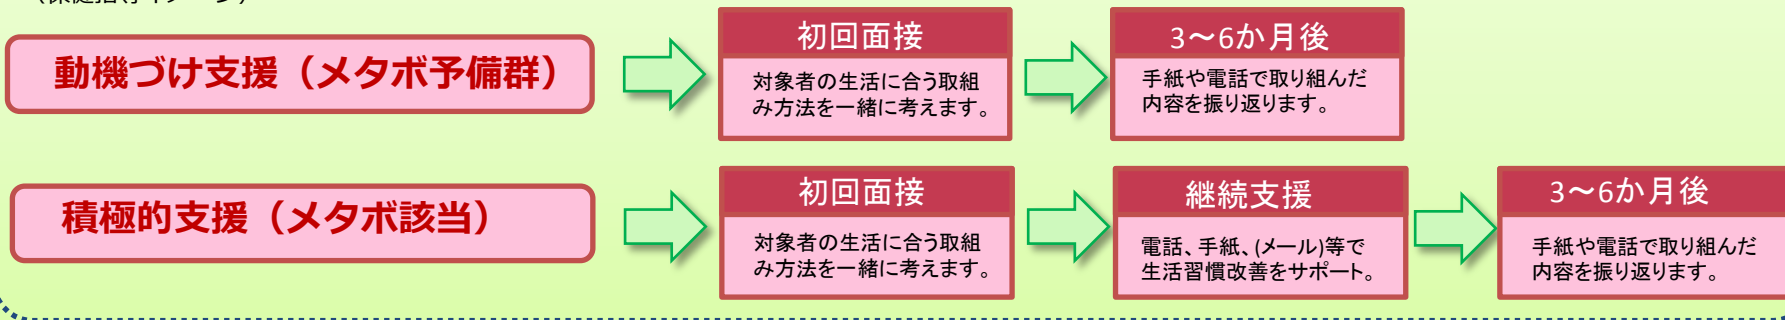 動機づけ支援（メタボ予備群）
初回面接
対象者の生活に合う取組
み方法を一緒に考えます。
3～6か月後
手紙や電話で取り組んだ
内容を振り返ります。
積極的支援（メタボ該当）
初回面接
対象者の生活に合う取組
み方法を一緒に考えます。
継続支援
電話、手紙、(メール)等で
生活習慣改善をサポート。
3～6か月後
手紙や電話で取り組んだ
内容を振り返ります。